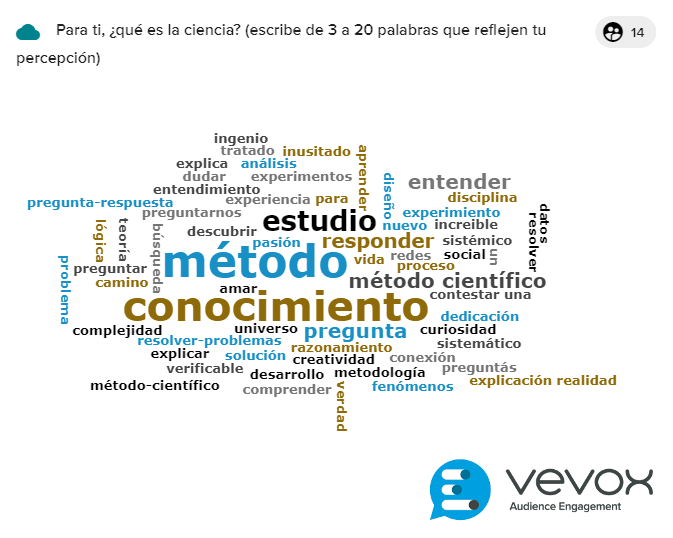 Para ti, ¿qué es la ciencia? (escribe de 3 a 20 palabras que reflejen tu
percepción)
14
ingenio
tratado inusitado
explica análisis
aprender
dudar experimentos
entendimiento
diseño
entender
pregunta-respuesta
experiencia para
disciplina
preguntarnos
estudio
experimento
lógica
teoría
búsqueda
descubrir
nuevo increible
datos
resolver
pasión
responder
sistémico
método
vida redes social un
problema
preguntar
proceso
camino
amar
método científico
conocimiento
contestar una
dedicación
complejidad
universo
pregunta
curiosidad
resolver-problemas
razonamiento
sistemático
explicar solución
creatividad
conexión
verificable
desarrollo
metodología
preguntás
método-científico
comprender
verdad
fenómenos
explicación realidad
vevox
Audience Engagement